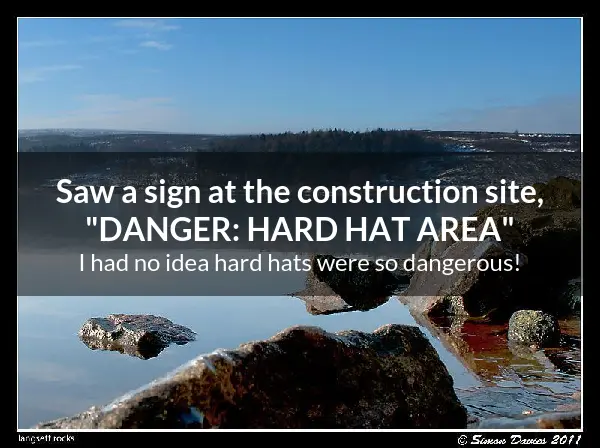 Saw a sign at the construction site,
"DANGER: HARD HAT AREA"
I had no idea hard hats were so dangerous!
langsett rocks
© Simon Davies 2011